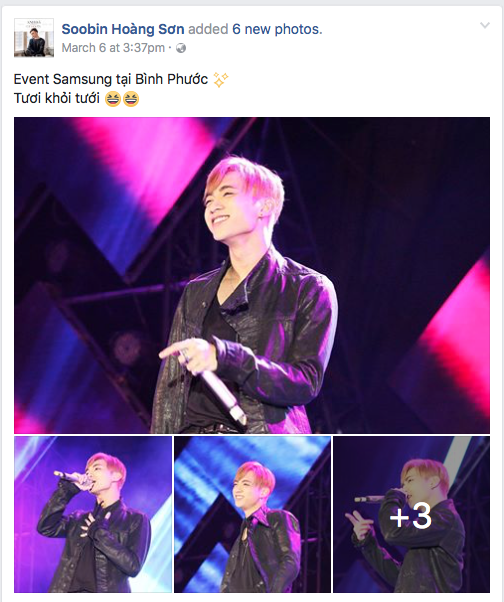 Soobin Hoàng Sơn added 6 new photos.
March 6 at 3:37pm ·
Event Samsung tại Bình Phước ✨
Tươi khỏi tưới 😆😆
+3